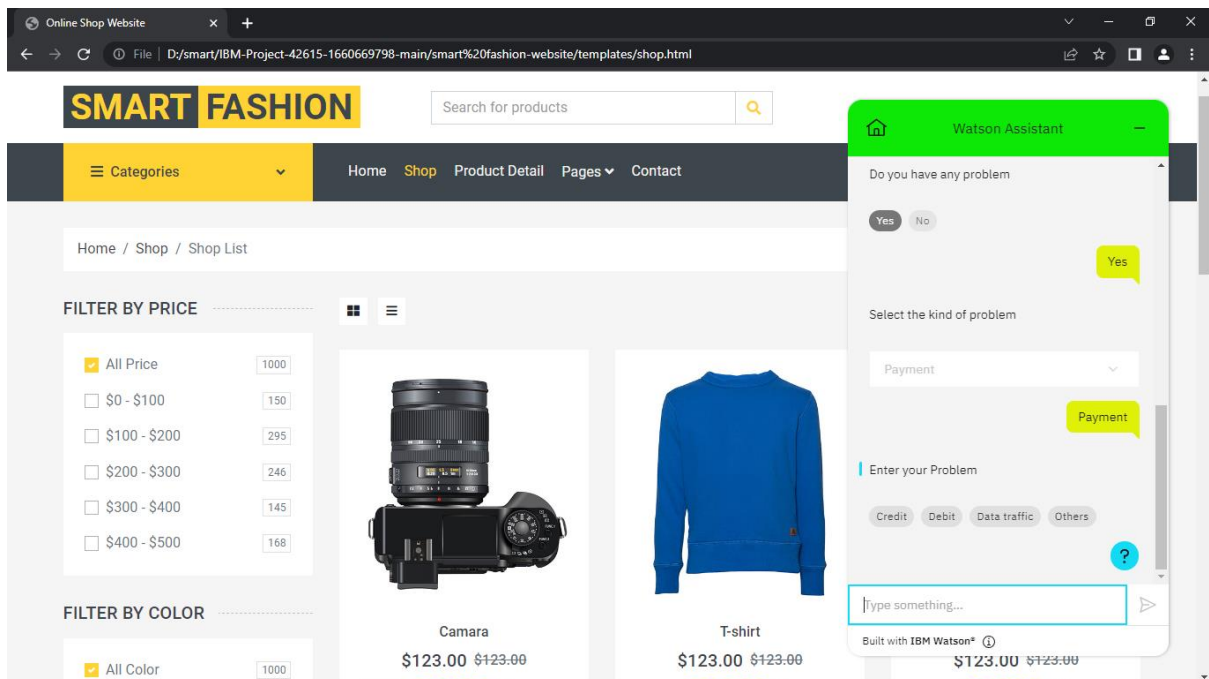 Online Shop Website
File D:/smart/IBM-Project-42615-1660669798-main/smart%20fashion-website/templates/shop.html
SMART FASHION
Search for products
Categories
Home Shop Product Detail Pages Contact
Home / Shop / Shop List
FILTER BY PRICE
All Price 1000
$0 - $100 150
$100 - $200 295
$200 - $300 246
$300 - $400 145
$400 - $500 168
FILTER BY COLOR
All Color 1000
Camara
$123.00 $123.00
T-shirt
$123.00 $123.00
$123.00 $123.00
Watson Assistant
Do you have any problem
Yes No
Yes
Select the kind of problem
Payment
Payment
Enter your Problem
Credit Debit Data traffic Others
?
Type something...
Built with IBM Watson®